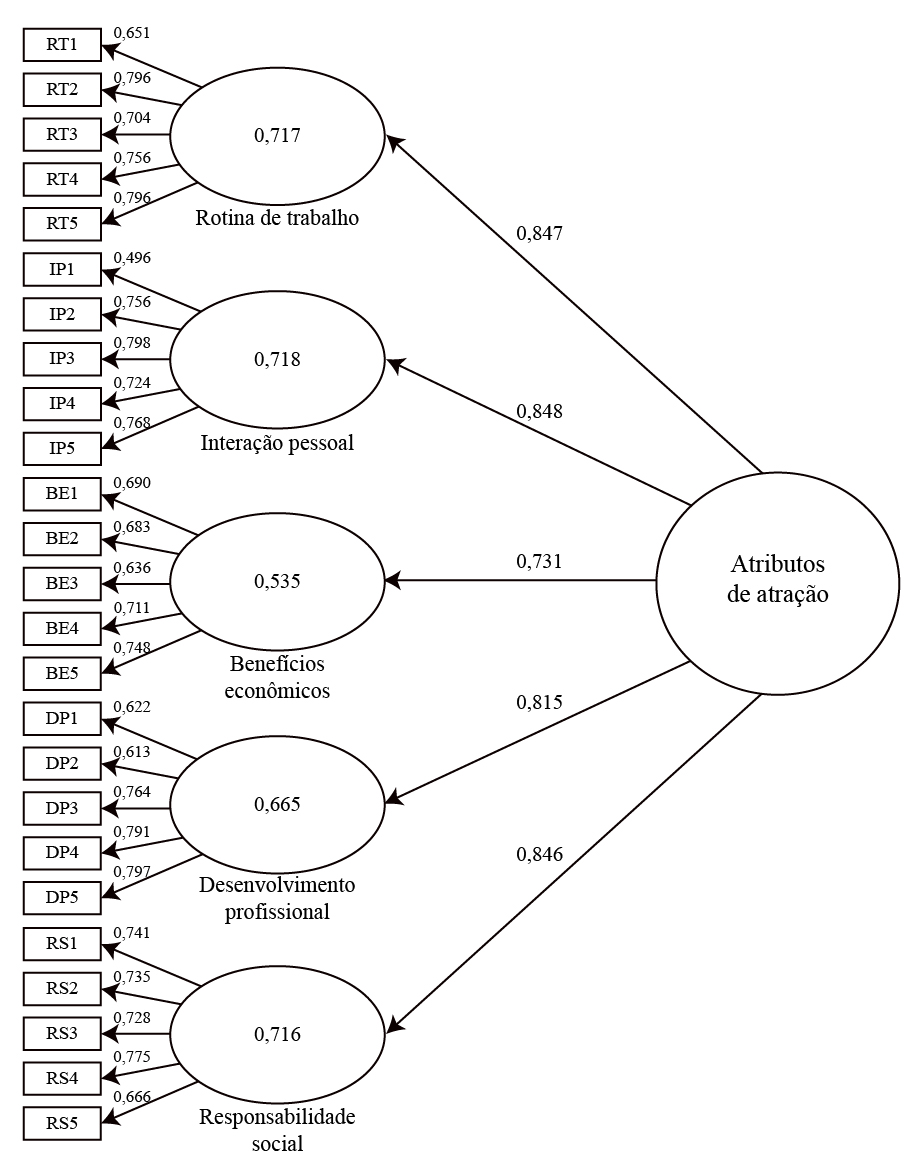 RT1
0,651
RT2
0,796
RT3
0,704
RT4
0,756
RT5
0,796
0,717
Rotina de trabalho
IP1
0,496
IP2
0,756
IP3
0,798
IP4
0,724
IP5
0,768
0,718
Interação pessoal
BE1
0,690
BE2
0,683
BE3
0,636
BE4
0,711
BE5
0,748
0,535
Benefícios
econômicos
DP1
0,622
DP2
0,613
DP3
0,764
DP4
0,791
DP5
0,797
0,665
Desenvolvimento
profissional
RS1
0,741
RS2
0,735
RS3
0,728
RS4
0,775
RS5
0,666
0,716
Responsabilidade
social
0,847
0,848
0,731
0,815
0,846
Atributos
de atração